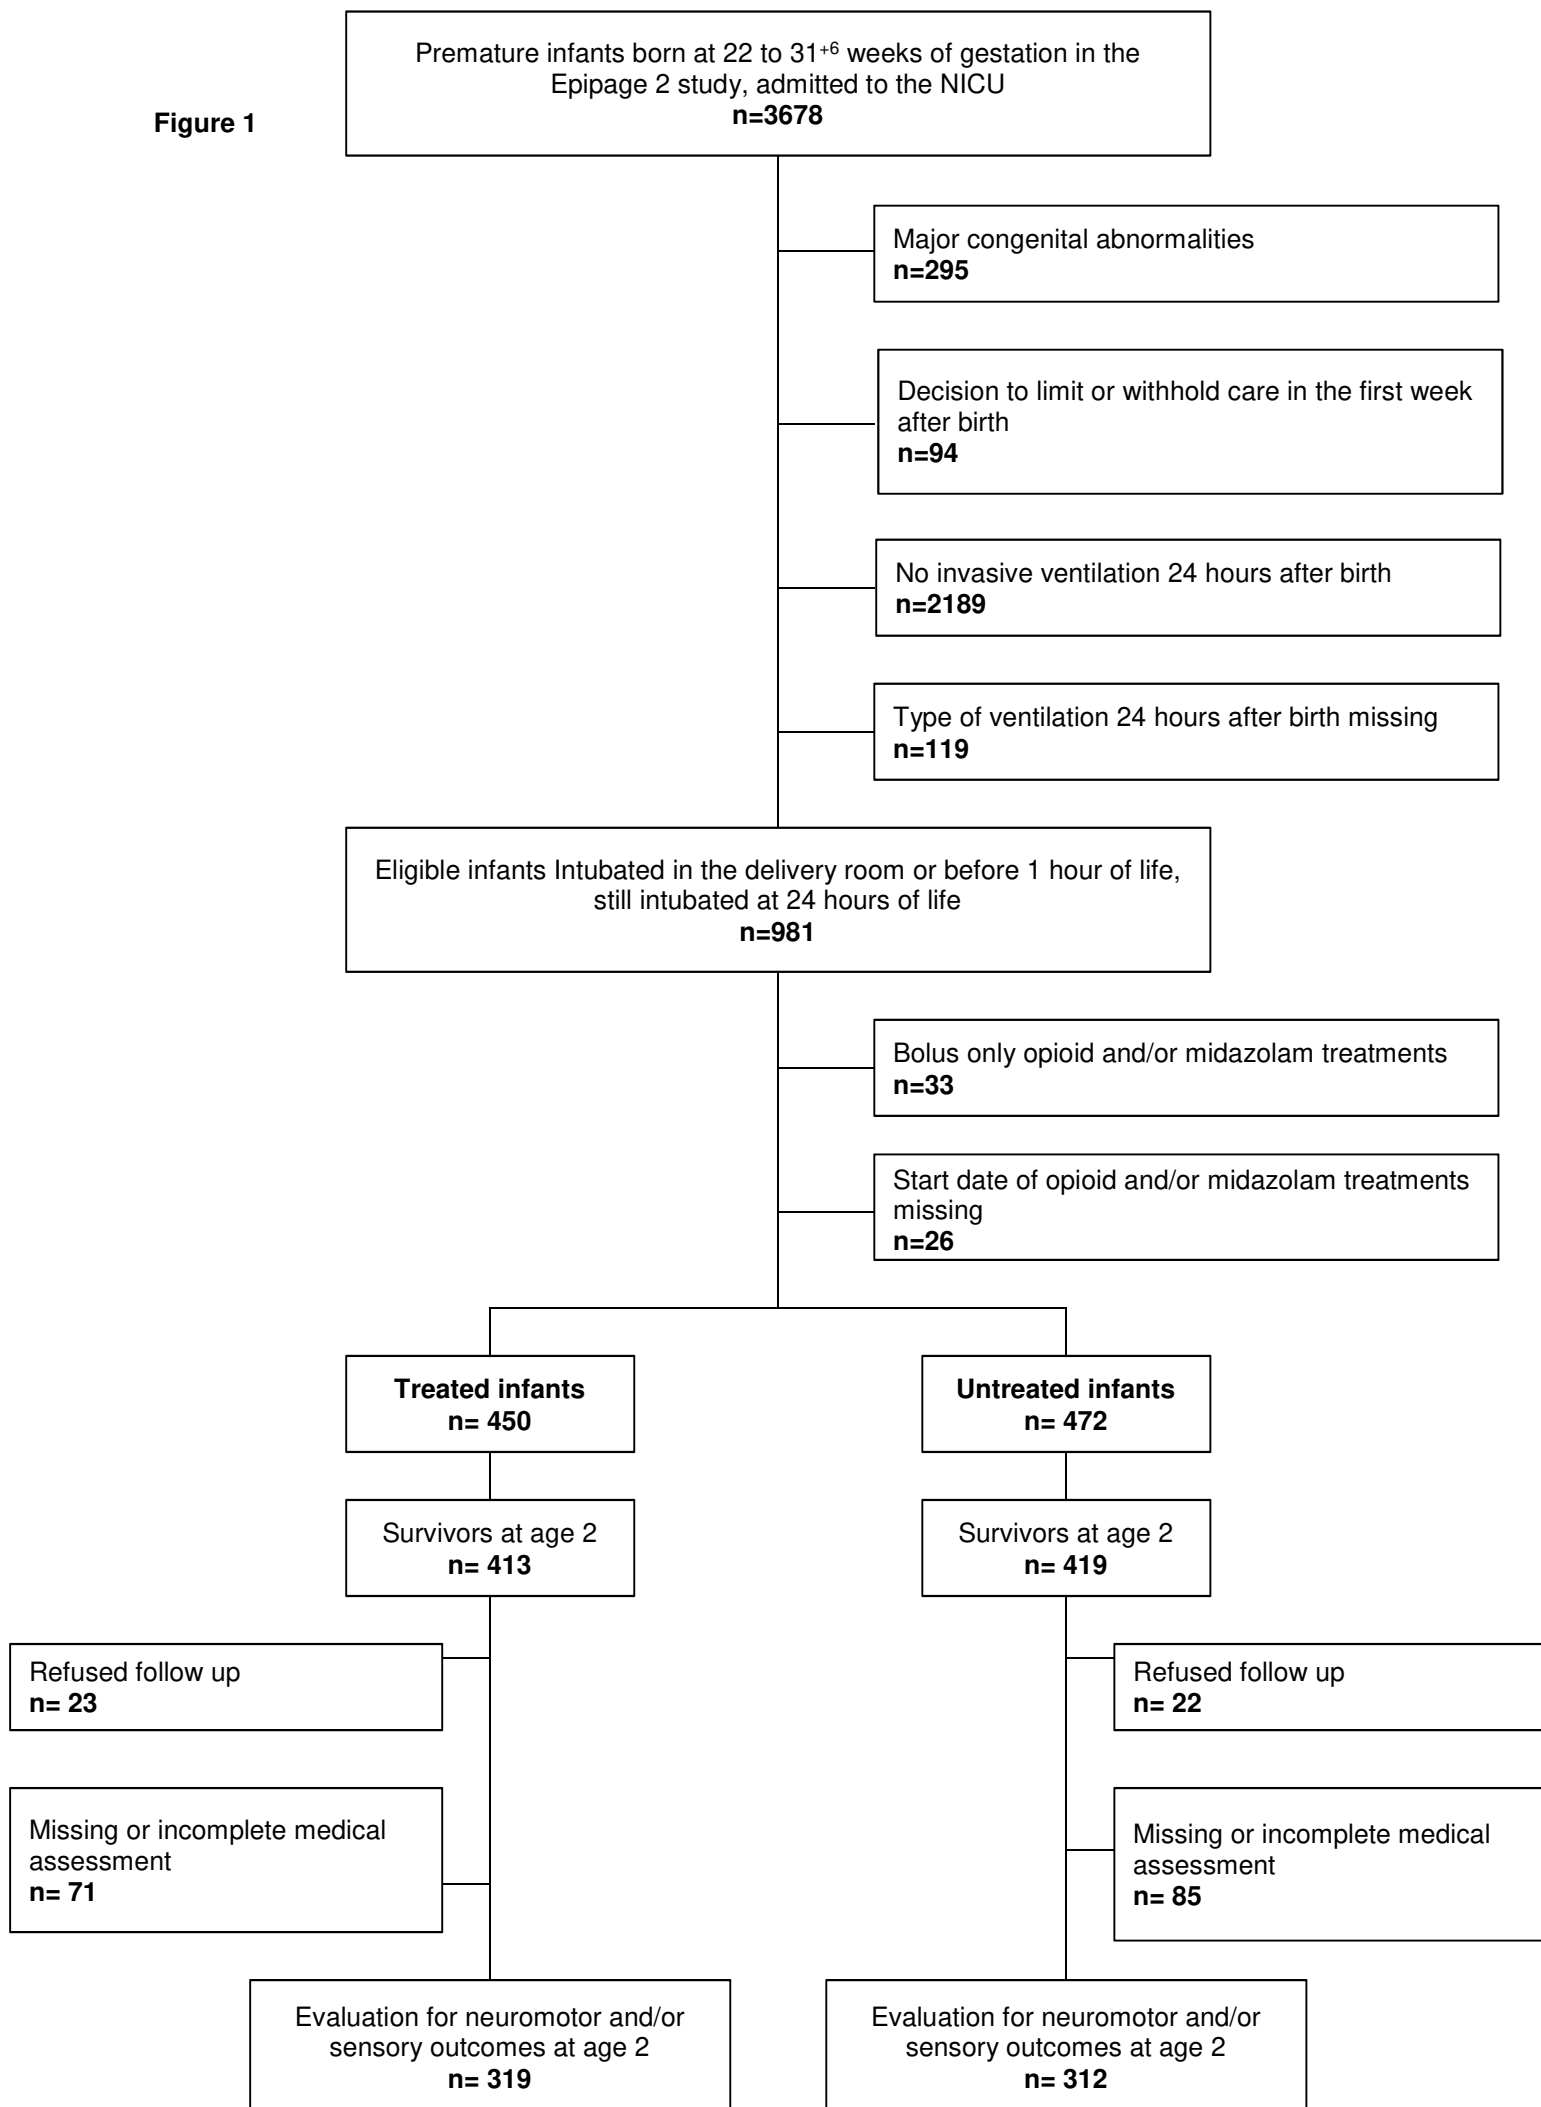 Premature infants born at 22 to 31+6 weeks of gestation in the
Epipage 2 study, admitted to the NICU
n=3678
Figure 1
Major congenital abnormalities
n=295
Decision to limit or withhold care in the first week
after birth
n=94
No invasive ventilation 24 hours after birth
n=2189
Type of ventilation 24 hours after birth missing
n=119
Eligible infants Intubated in the delivery room or before 1 hour of life,
still intubated at 24 hours of life
n=981
Bolus only opioid and/or midazolam treatments
n=33
Start date of opioid and/or midazolam treatments
missing
n=26
Treated infants
n= 450
Untreated infants
n= 472
Survivors at age 2
n= 413
Survivors at age 2
n= 419
Refused follow up
n= 23
Refused follow up
n= 22
Missing or incomplete medical
assessment
n= 71
Missing or incomplete medical
assessment
n= 85
Evaluation for neuromotor and/or
sensory outcomes at age 2
n= 319
Evaluation for neuromotor and/or
sensory outcomes at age 2
n= 312